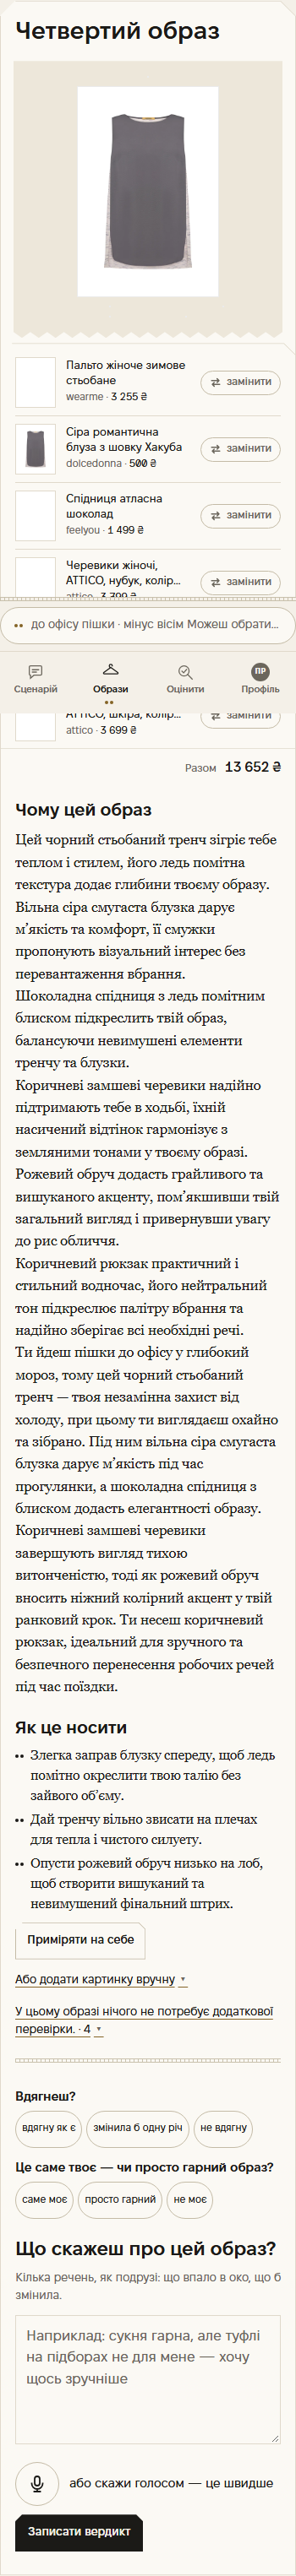 Четвертий образ
Пальто жіноче зимове
стьобане
wearme · 3 255 ₴
замінити
Сіра романтична
блуза з шовку Хакуба
dolcedonna · 500 ₴
замінити
Спідниця атласна
шоколад
feelyou · 1 499 ₴
замінити
Черевики жіночі,
ATTICO, нубук, колір...
attico · 3 799 ₴
замінити
до офісу пішки · мінус вісім Можеш обрати...
Сценарій
Образи
Оцінити
ПР
Профіль
ATTICO, шкіра, колір...
attico · 3 699 ₴
замінити
Разом 13 652 ₴
Чому цей образ
Цей чорний стьобаний тренч зігріє тебе
теплом і стилем, його ледь помітна
текстура додає глибини твоєму образу.
Вільна сіра смугаста блузка дарує
м’якість та комфорт, її смужки
пропонують візуальний інтерес без
перевантаження вбрання.
Шоколадна спідниця з ледь помітним
блиском підкреслить твій образ,
балансуючи невимушені елементи
тренчу та блузки.
Коричневі замшеві черевики надійно
підтримають тебе в ходьбі, їхній
насичений відтінок гармонізує з
земляними тонами у твоєму образі.
Рожевий обруч додасть грайливого та
вишуканого акценту, пом’якшивши твій
загальний вигляд і привернувши увагу
до рис обличчя.
Коричневий рюкзак практичний і
стильний водночас, його нейтральний
тон підкреслює палітру вбрання та
надійно зберігає всі необхідні речі.
Ти йдеш пішки до офісу у глибокий
мороз, тому цей чорний стьобаний
тренч — твоя незамінна захист від
холоду, при цьому ти виглядаєш охайно
та зібрано. Під ним вільна сіра смугаста
блузка дарує м’якість під час
прогулянки, а шоколадна спідниця з
блиском додасть елегантності образу.
Коричневі замшеві черевики
завершують вигляд тихою
витонченістю, тоді як рожевий обруч
вносить ніжний колірний акцент у твій
ранковий крок. Ти несеш коричневий
рюкзак, ідеальний для зручного та
безпечного перенесення робочих речей
під час поїздки.
Як це носити
Злегка заправ блузку спереду, щоб ледь
помітно окреслити твою талію без
зайвого об’єму.
Дай тренчу вільно звисати на плечах
для тепла і чистого силуету.
Опусти рожевий обруч низько на лоб,
щоб створити вишуканий та
невимушений фінальний штрих.
Приміряти на себе
Або додати картинку вручну
У цьому образі нічого не потребує додаткової
перевірки. · 4
Вдягнеш?
вдягну як є
змінила б одну річ
не вдягну
Це саме твоє — чи просто гарний образ?
саме моє
просто гарний
не моє
Що скажеш про цей образ?
Кілька речень, як подрузі: що впало в око, що б
змінила.
Наприклад: сукня гарна, але туфлі
на підборах не для мене — хочу
щось зручніше
або скажи голосом — це швидше
Записати вердикт